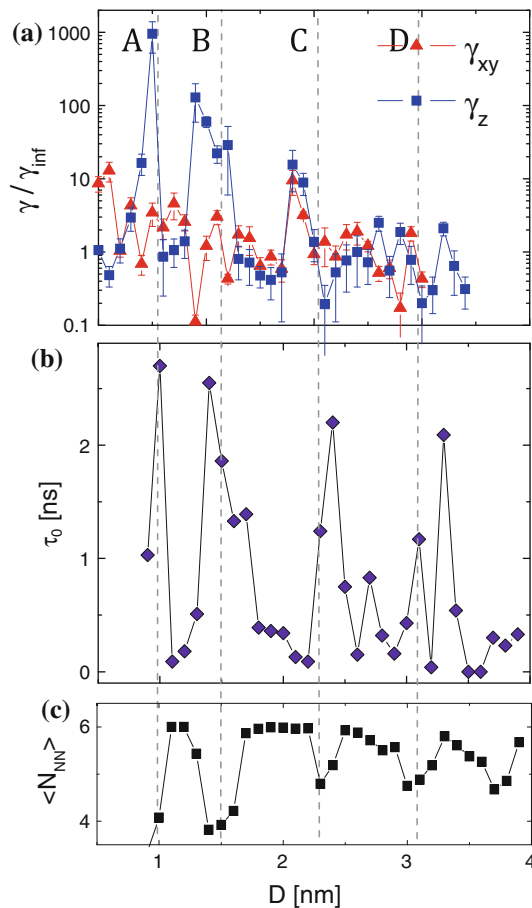 (a)
A B C D
γxy
γz
1000
100
10
1
0.1
γ / γinf
(b)
2
1
0
τ0 [ns]
(c)
6
4
<NNN>
1 2 3 4
D [nm]